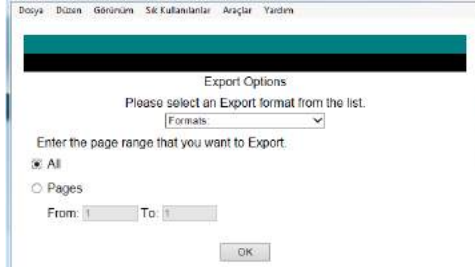 Dosya Düzen Görünüm Sık Kullanılanlar Araçlar Yardım
Export Options
Please select an Export format from the list.
Formats:
Enter the page range that you want to Export.
All
Pages
From: 1 To: 1
OK